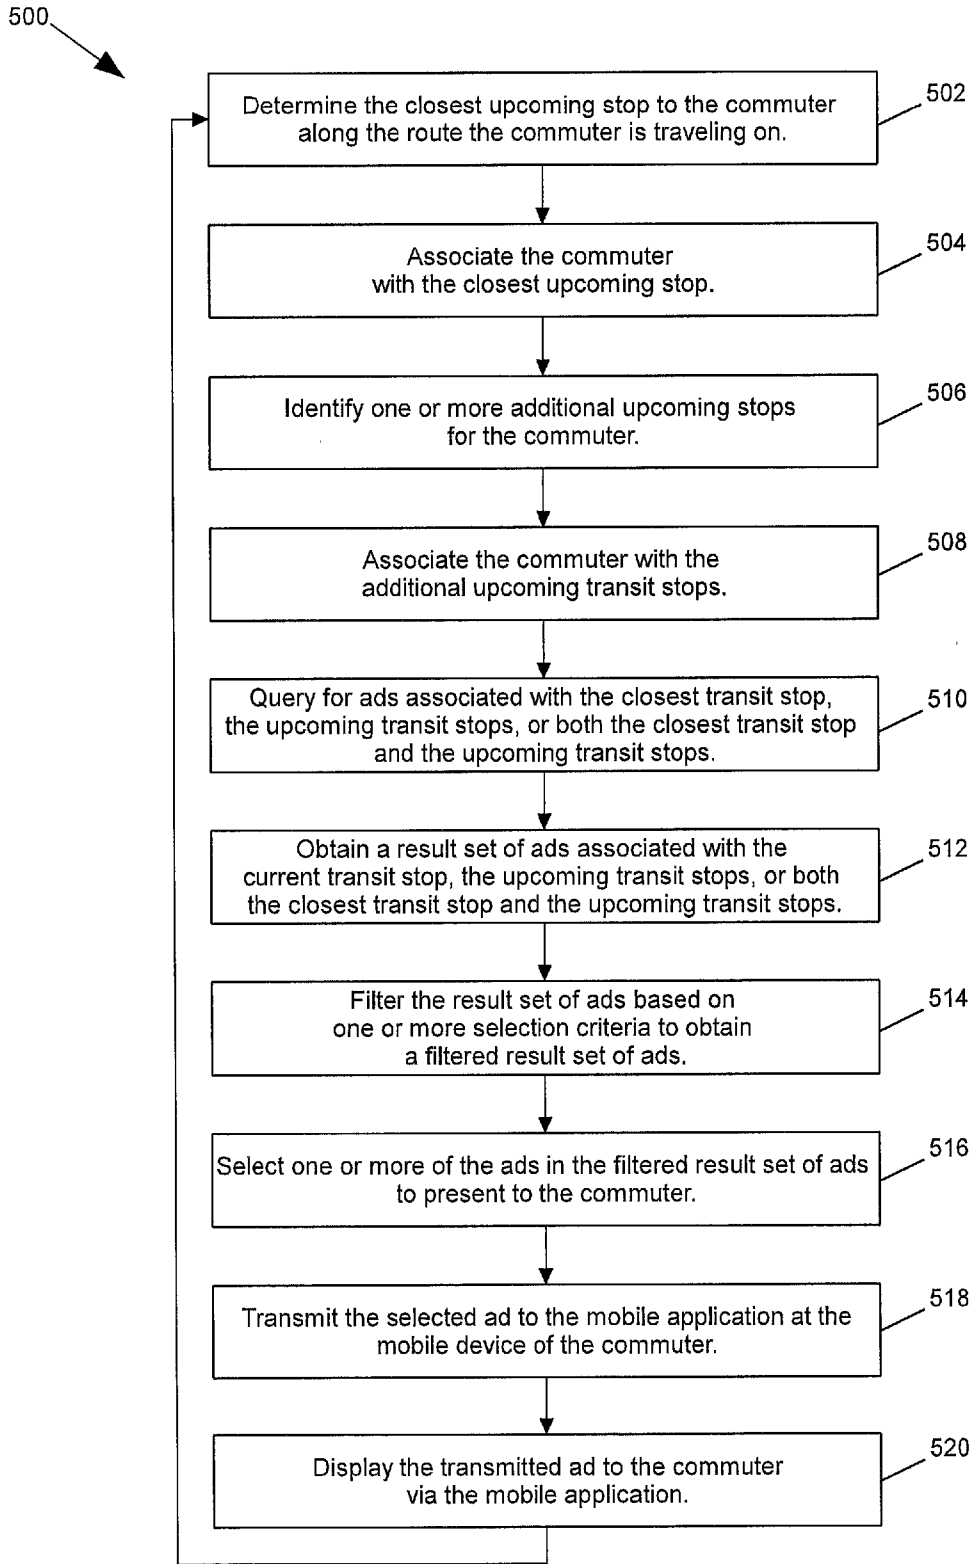 500
Determine the closest upcoming stop to the commuter
along the route the commuter is traveling on.
502
Associate the commuter
with the closest upcoming stop.
504
Identify one or more additional upcoming stops
for the commuter.
506
Associate the commuter with the
additional upcoming transit stops.
508
Query for ads associated with the closest transit stop,
the upcoming transit stops, or both the closest transit stop
and the upcoming transit stops.
510
Obtain a result set of ads associated with the
current transit stop, the upcoming transit stops, or both
the closest transit stop and the upcoming transit stops.
512
Filter the result set of ads based on
one or more selection criteria to obtain
a filtered result set of ads.
514
Select one or more of the ads in the filtered result set of ads
to present to the commuter.
516
Transmit the selected ad to the mobile application at the
mobile device of the commuter.
518
Display the transmitted ad to the commuter
via the mobile application.
520